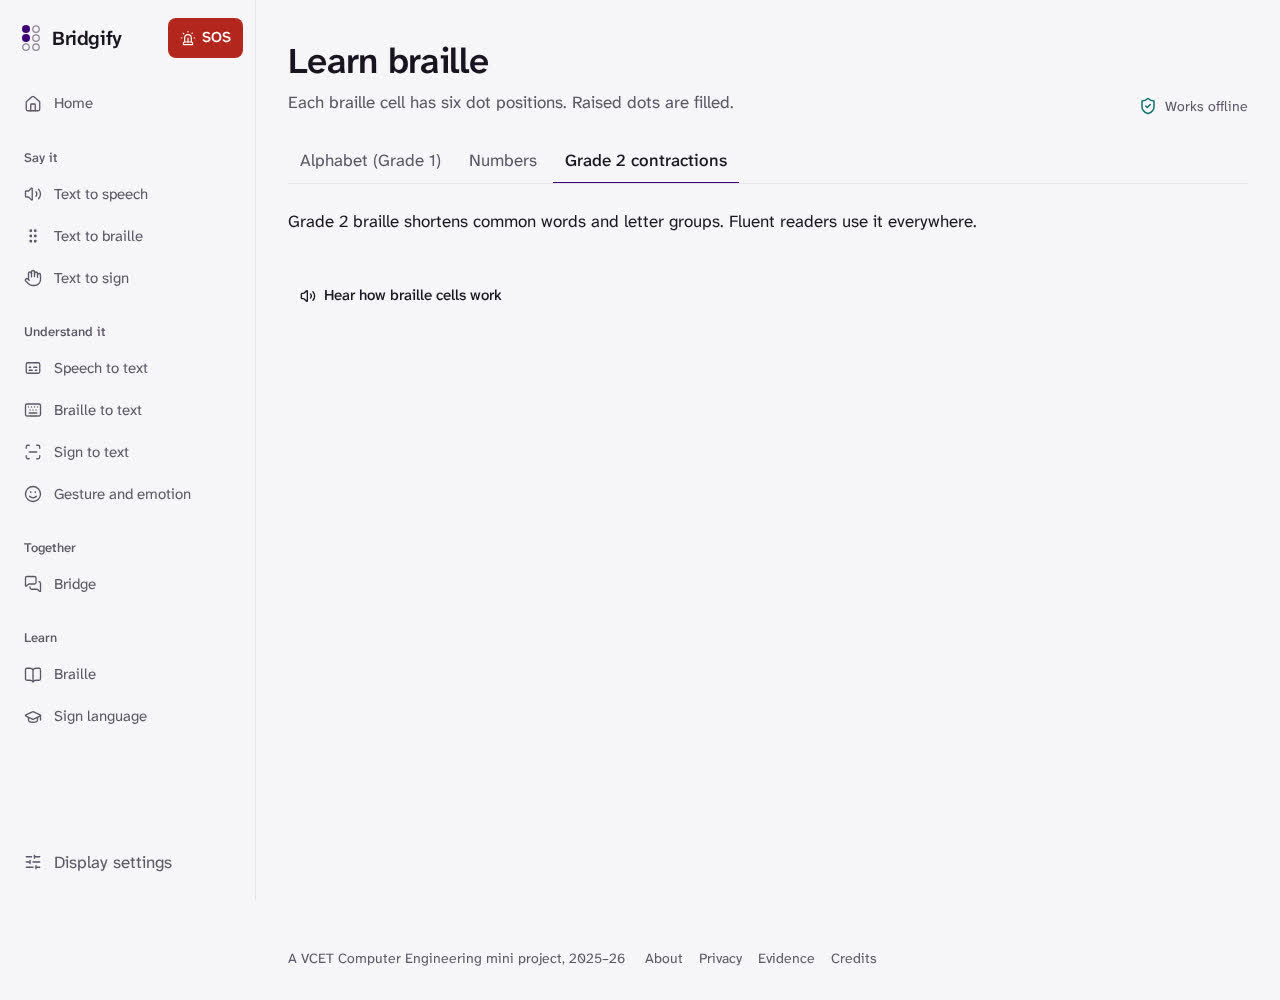 Bridgify
SOS
Home
Say it
Text to speech
Text to braille
Text to sign
Understand it
Speech to text
Braille to text
Sign to text
Gesture and emotion
Together
Bridge
Learn
Braille
Sign language
Display settings
Learn braille
Each braille cell has six dot positions. Raised dots are filled.
Works offline
Alphabet (Grade 1) Numbers Grade 2 contractions
Grade 2 braille shortens common words and letter groups. Fluent readers use it everywhere.
Hear how braille cells work
A VCET Computer Engineering mini project, 2025–26 About Privacy Evidence Credits